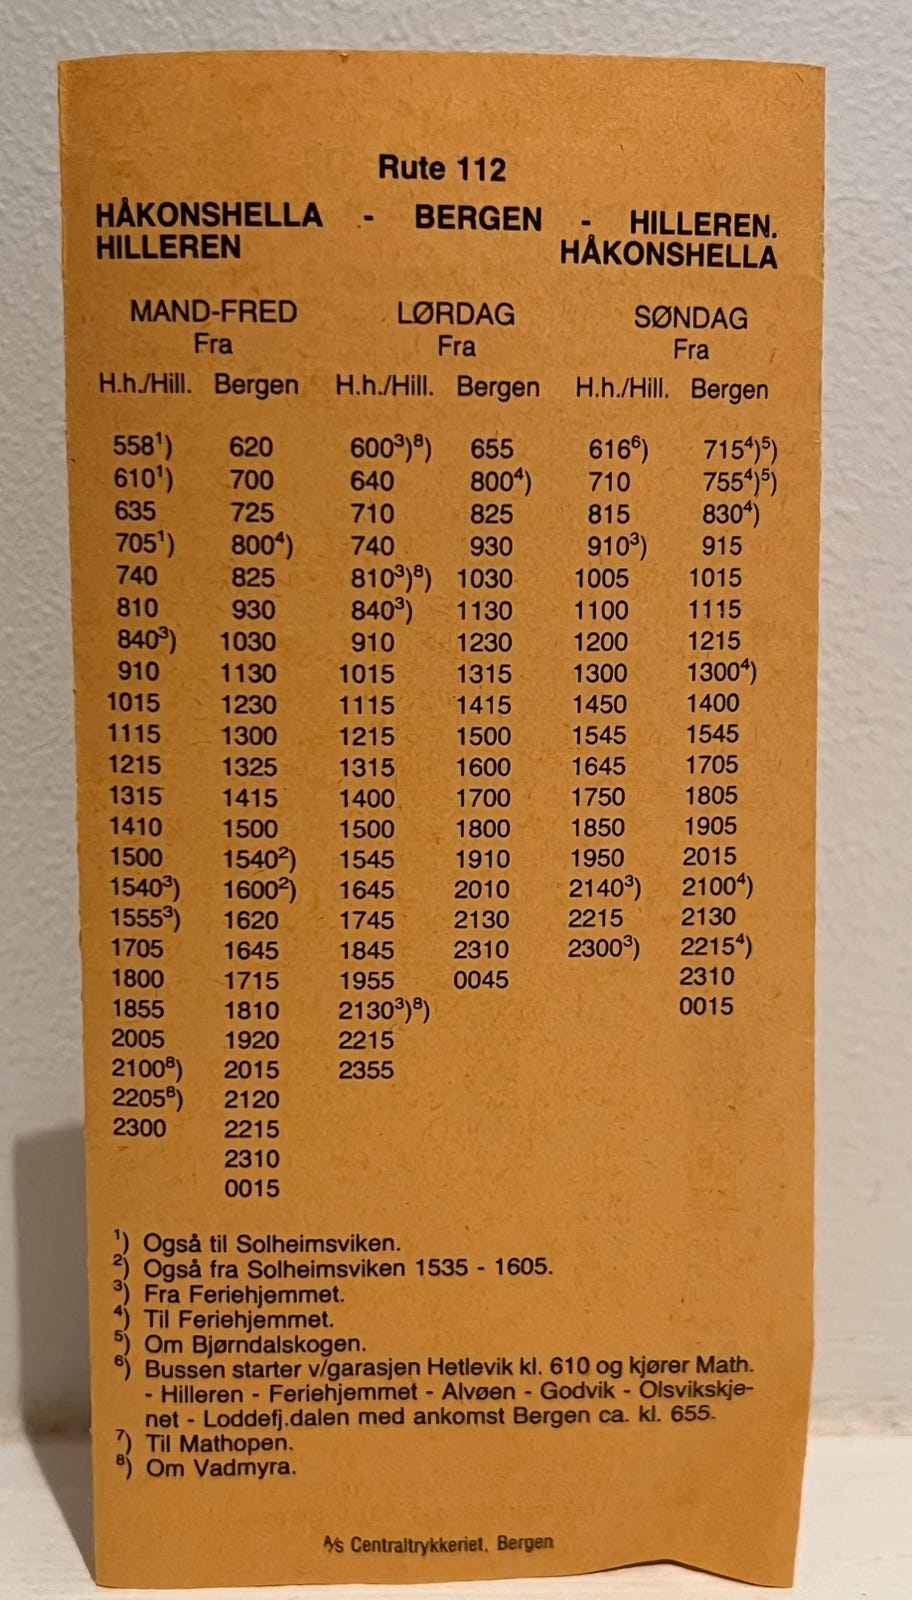 Rute 112
HÅKONSHELLA - BERGEN - HILLEREN.
HILLEREN HÅKONSHELLA
MAND-FRED LØRDAG SØNDAG
Fra Fra Fra
H.h./Hill. Bergen H.h./Hill. Bergen H.h./Hill. Bergen
558¹) 620 600³)⁸) 655 616⁶) 715⁴)⁵)
610¹) 700 640 800⁴) 710 755⁴)⁵)
635 725 710 825 815 830⁴)
705¹) 800⁴) 740 930 910³) 915
740 825 810³)⁸) 1030 1005 1015
810 930 840³) 1130 1100 1115
840³) 1030 910 1230 1200 1215
910 1130 1015 1315 1300 1300⁴)
1015 1230 1115 1415 1450 1400
1115 1300 1215 1500 1545 1545
1215 1325 1315 1600 1645 1705
1315 1415 1400 1700 1750 1805
1410 1500 1500 1800 1850 1905
1500 1540²) 1545 1910 1950 2015
1540³) 1600²) 1645 2010 2140³) 2100⁴)
1555³) 1620 1745 2130 2215 2130
1705 1645 1845 2310 2300³) 2215⁴)
1800 1715 1955 0045 2310
1855 1810 2130³)⁸) 0015
2005 1920 2215
2100⁸) 2015 2355
2205⁸) 2120
2300 2215
2310
0015
¹) Også til Solheimsviken.
²) Også fra Solheimsviken 1535 - 1605.
³) Fra Feriehjemmet.
⁴) Til Feriehjemmet.
⁵) Om Bjørndalskogen.
⁶) Bussen starter v/garasjen Hetlevik kl. 610 og kjører Math.
- Hilleren - Feriehjemmet - Alvøen - Godvik - Olsvikskje-
net - Loddefj.dalen med ankomst Bergen ca. kl. 655.
⁷) Til Mathopen.
⁸) Om Vadmyra.
A/s Centraltrykkeriet, Bergen